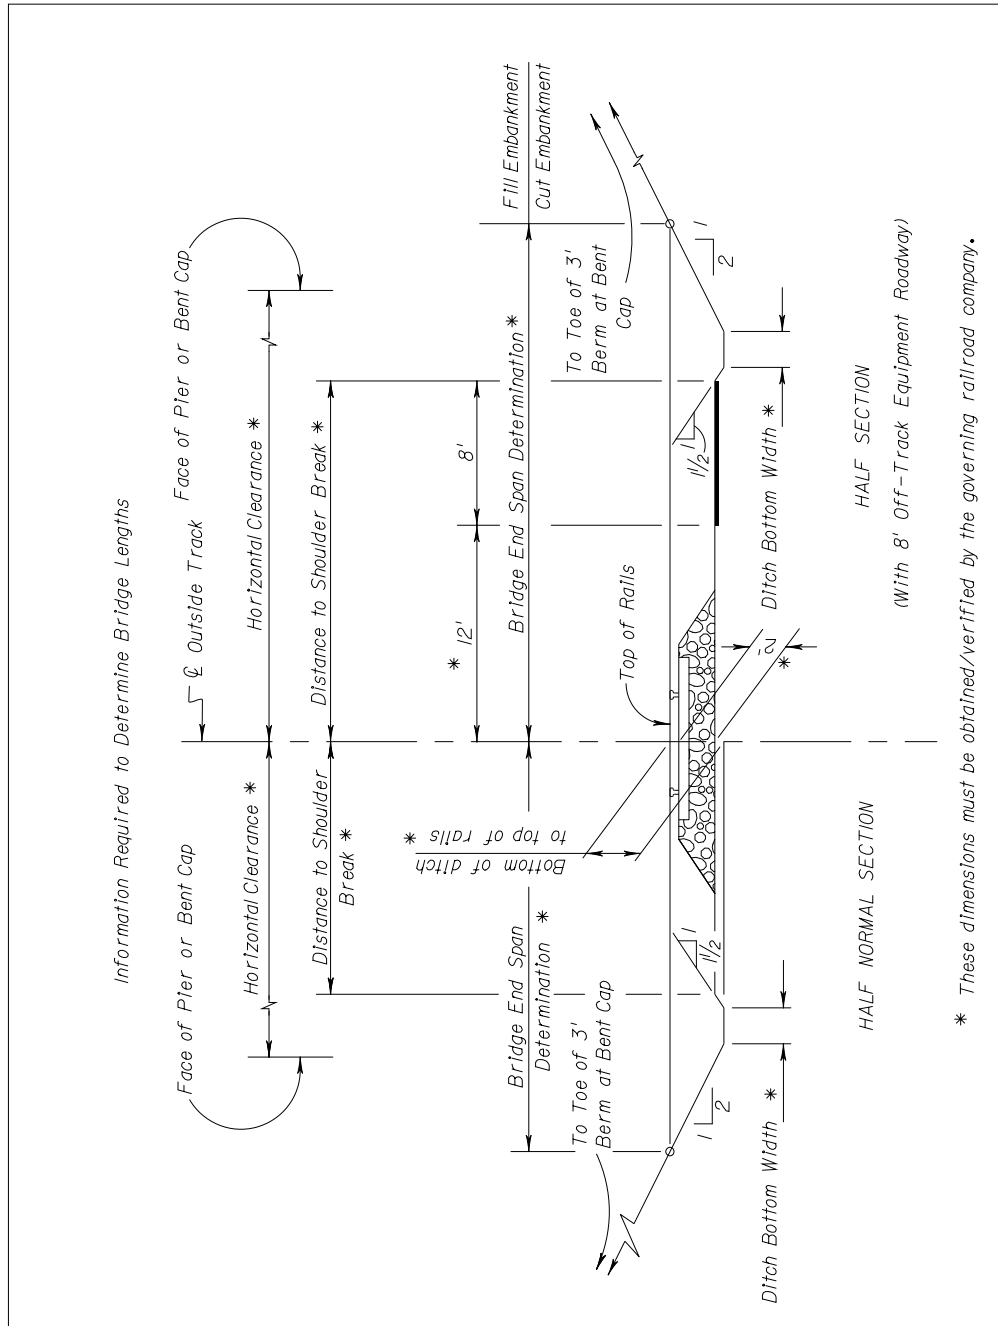 Information Required to Determine Bridge Lengths
Face of Pier or Bent Cap
℄ Outside Track
Face of Pier or Bent Cap
Horizontal Clearance *
Horizontal Clearance *
Distance to Shoulder
Break *
Distance to Shoulder Break *
* 12'
8'
Bottom of ditch
to top of rails *
Bridge End Span
Determination *
Bridge End Span Determination *
Fill Embankment
Cut Embankment
To Toe of 3'
Berm at Bent Cap
Top of Rails
To Toe of 3'
Berm at Bent
Cap
1
2
1
1½
1
1½
1
2
2'
*
Ditch Bottom Width *
Ditch Bottom Width *
HALF NORMAL SECTION
HALF SECTION
(With 8' Off-Track Equipment Roadway)
* These dimensions must be obtained/verified by the governing railroad company.